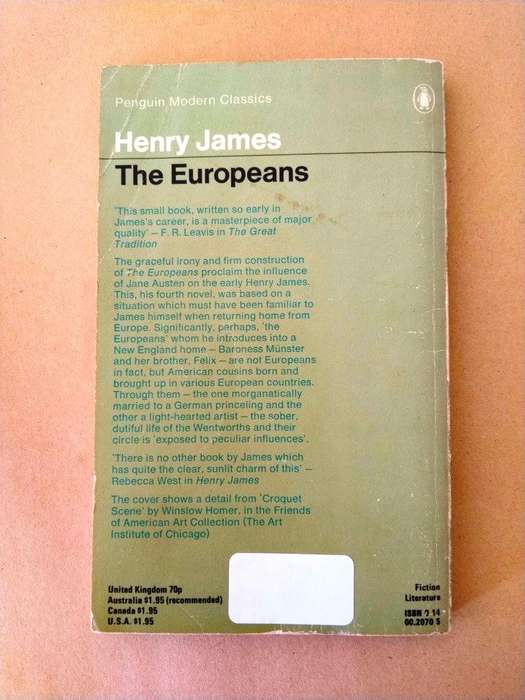 Penguin Modern Classics
Henry James
The Europeans
'This small book, written so early in
James's career, is a masterpiece of major
quality' – F. R. Leavis in The Great
Tradition
The graceful irony and firm construction
of The Europeans proclaim the influence
of Jane Austen on the early Henry James.
This, his fourth novel, was based on a
situation which must have been familiar to
James himself when returning home from
Europe. Significantly, perhaps, 'the
Europeans' whom he introduces into a
New England home – Baroness Münster
and her brother, Felix – are not Europeans
in fact, but American cousins born and
brought up in various European countries.
Through them – the one morganatically
married to a German princeling and the
other a light-hearted artist – the sober,
dutiful life of the Wentworths and their
circle is 'exposed to peculiar influences'.
'There is no other book by James which
has quite the clear, sunlit charm of this' –
Rebecca West in Henry James
The cover shows a detail from 'Croquet
Scene' by Winslow Homer, in the Friends
of American Art Collection (The Art
Institute of Chicago)
United Kingdom 70p
Australia $1.95 (recommended)
Canada $1.95
U.S.A. $1.95
Fiction
Literature
ISBN 0 14
00.2070 5